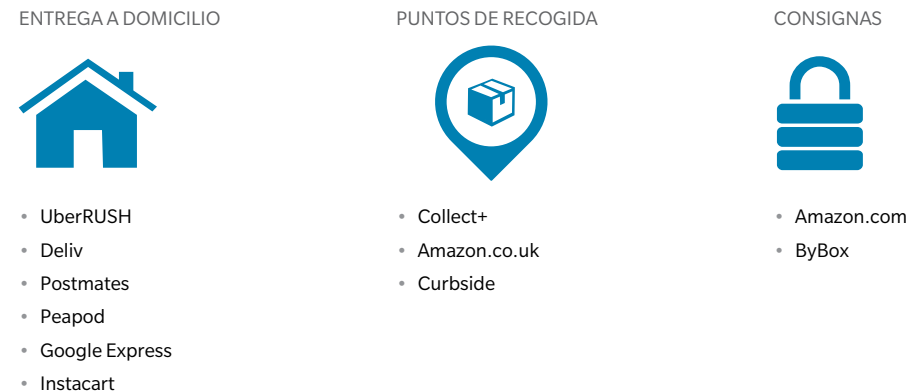 ENTREGA A DOMICILIO
• UberRUSH
• Deliv
• Postmates
• Peapod
• Google Express
• Instacart
PUNTOS DE RECOGIDA
• Collect+
• Amazon.co.uk
• Curbside
CONSIGNAS
• Amazon.com
• ByBox